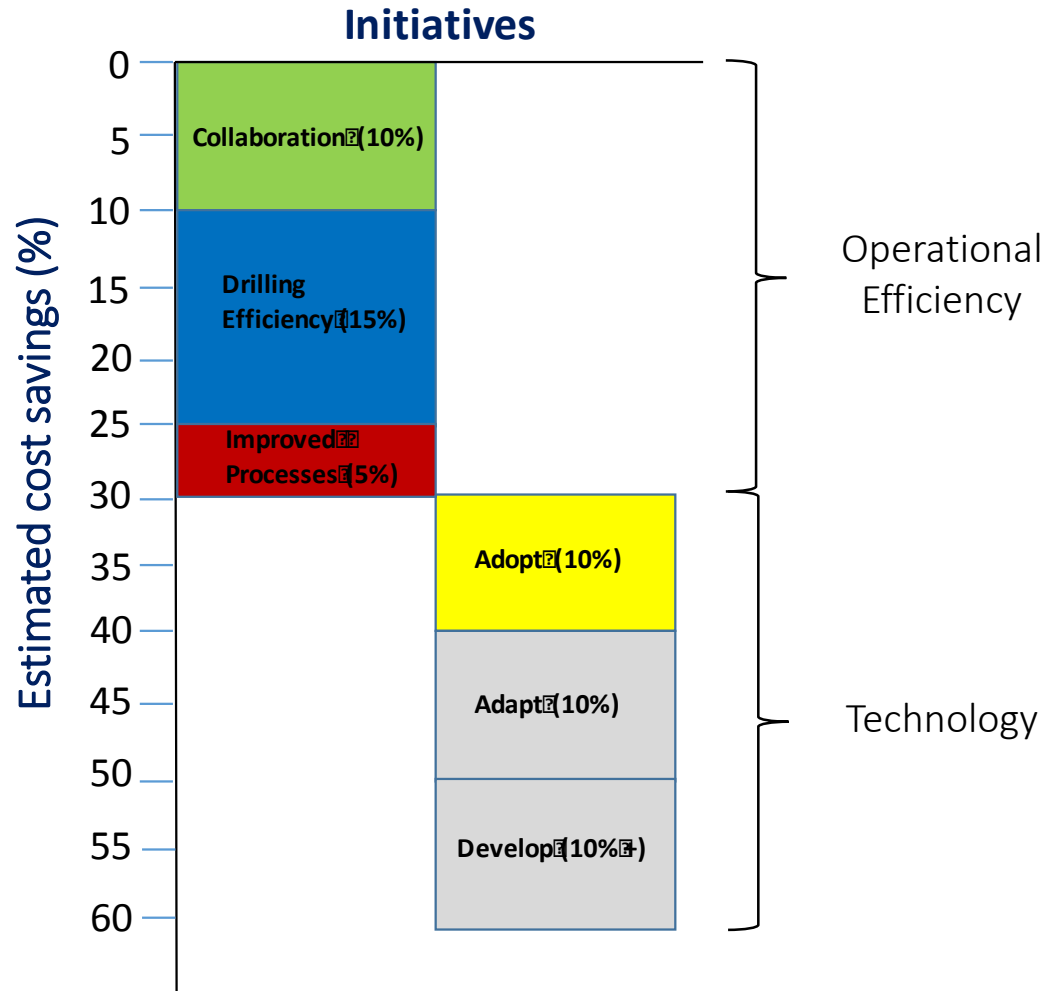 Initiatives
Estimated cost savings (%)
0
5
10
15
20
25
30
35
40
45
50
55
60
Collaboration⍰(10%)
Drilling
Efficiency⍰(15%)
Improved⍰⍰
Processes⍰(5%)
Adopt⍰(10%)
Adapt⍰(10%)
Develop⍰(10%⍰+)
Operational
Efficiency
Technology